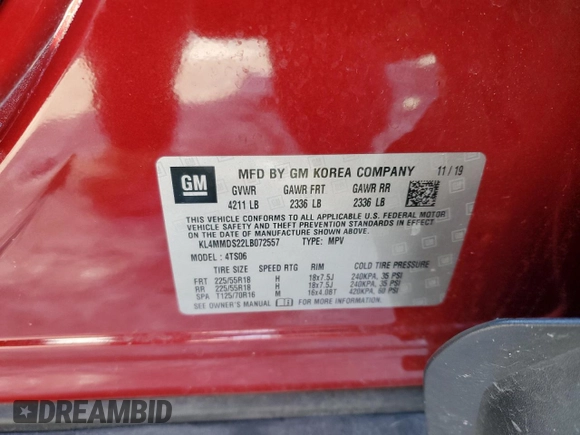 GM
MFD BY GM KOREA COMPANY 11/19
GVWR GAWR FRT GAWR RR
4211 LB 2336 LB 2336 LB
THIS VEHICLE CONFORMS TO ALL APPLICABLE U.S. FEDERAL MOTOR
VEHICLE SAFETY AND THEFT PREVENTION STANDARDS IN EFFECT
ON THE DATE OF MANUFACTURE SHOWN ABOVE.
KL4MMDS22LB072557 TYPE: MPV
MODEL: 4TS06
TIRE SIZE SPEED RTG RIM COLD TIRE PRESSURE
FRT 225/55R18 H 18x7.5J 240KPA, 35 PSI
RR 225/55R18 H 18x7.5J 240KPA, 35 PSI
SPA T125/70R16 M 16x4.00BT 420KPA, 60 PSI
SEE OWNER'S MANUAL
DREAMBID